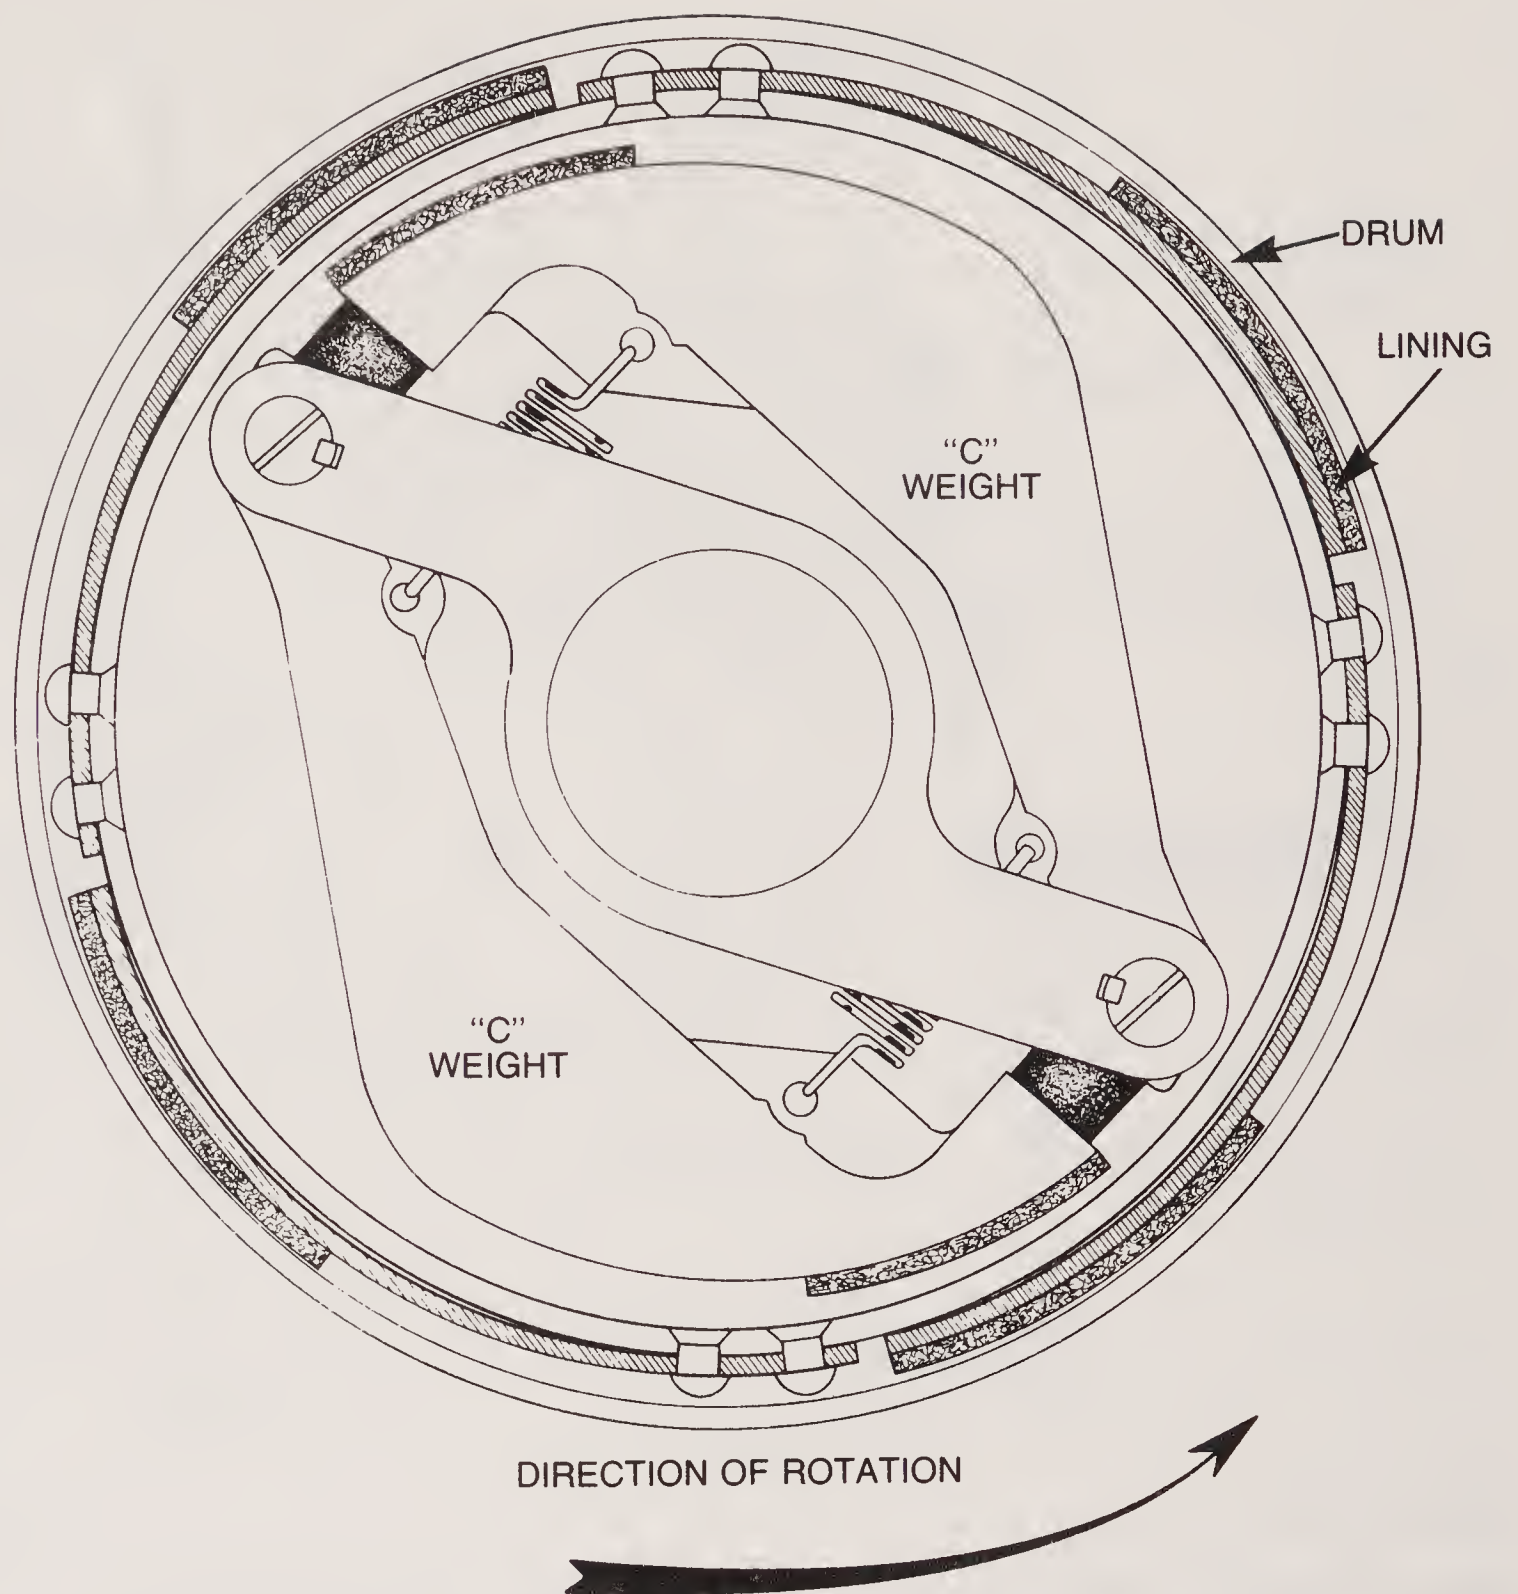 DRUM
LINING
“C”
WEIGHT
“C”
WEIGHT
DIRECTION OF ROTATION